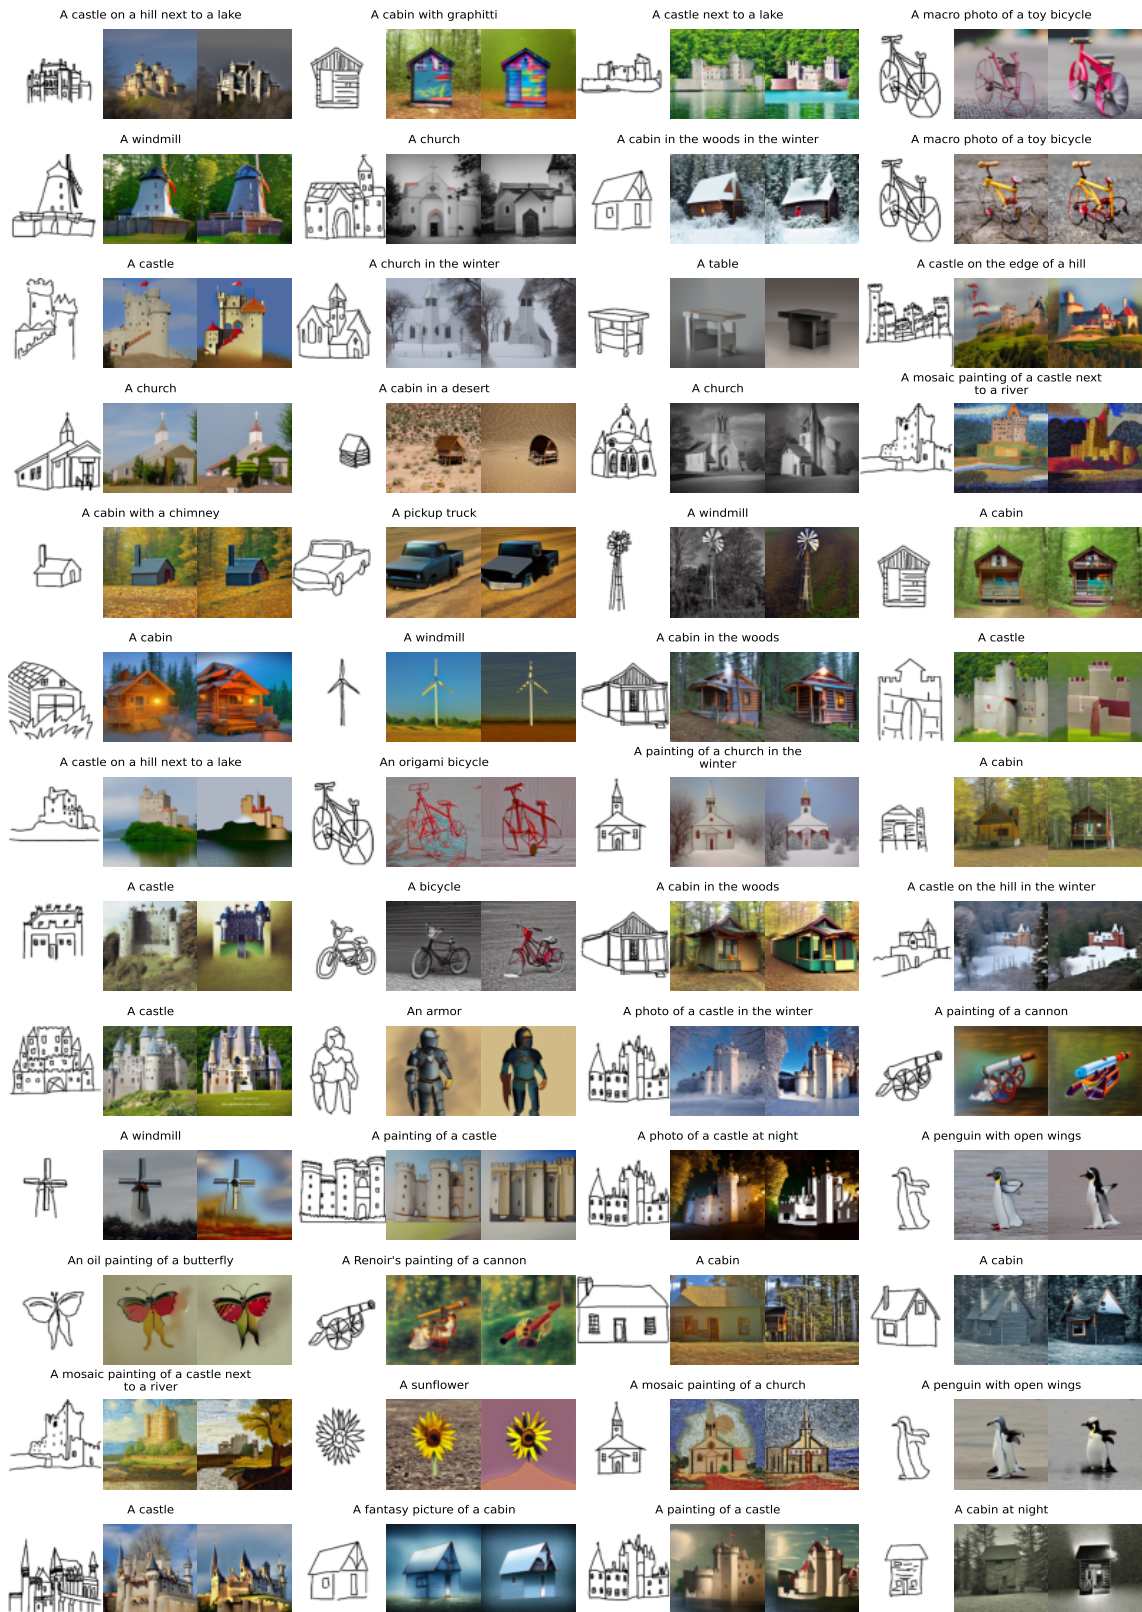 A castle on a hill next to a lake
A cabin with graphitti
A castle next to a lake
A macro photo of a toy bicycle
A windmill
A church
A cabin in the woods in the winter
A macro photo of a toy bicycle
A castle
A church in the winter
A table
A castle on the edge of a hill
A church
A cabin in a desert
A church
A mosaic painting of a castle next
to a river
A cabin with a chimney
A pickup truck
A windmill
A cabin
A cabin
A windmill
A cabin in the woods
A castle
A castle on a hill next to a lake
An origami bicycle
A painting of a church in the
winter
A cabin
A castle
A bicycle
A cabin in the woods
A castle on the hill in the winter
A castle
An armor
A photo of a castle in the winter
A painting of a cannon
A windmill
A painting of a castle
A photo of a castle at night
A penguin with open wings
An oil painting of a butterfly
A Renoir's painting of a cannon
A cabin
A cabin
A mosaic painting of a castle next
to a river
A sunflower
A mosaic painting of a church
A penguin with open wings
A castle
A fantasy picture of a cabin
A painting of a castle
A cabin at night